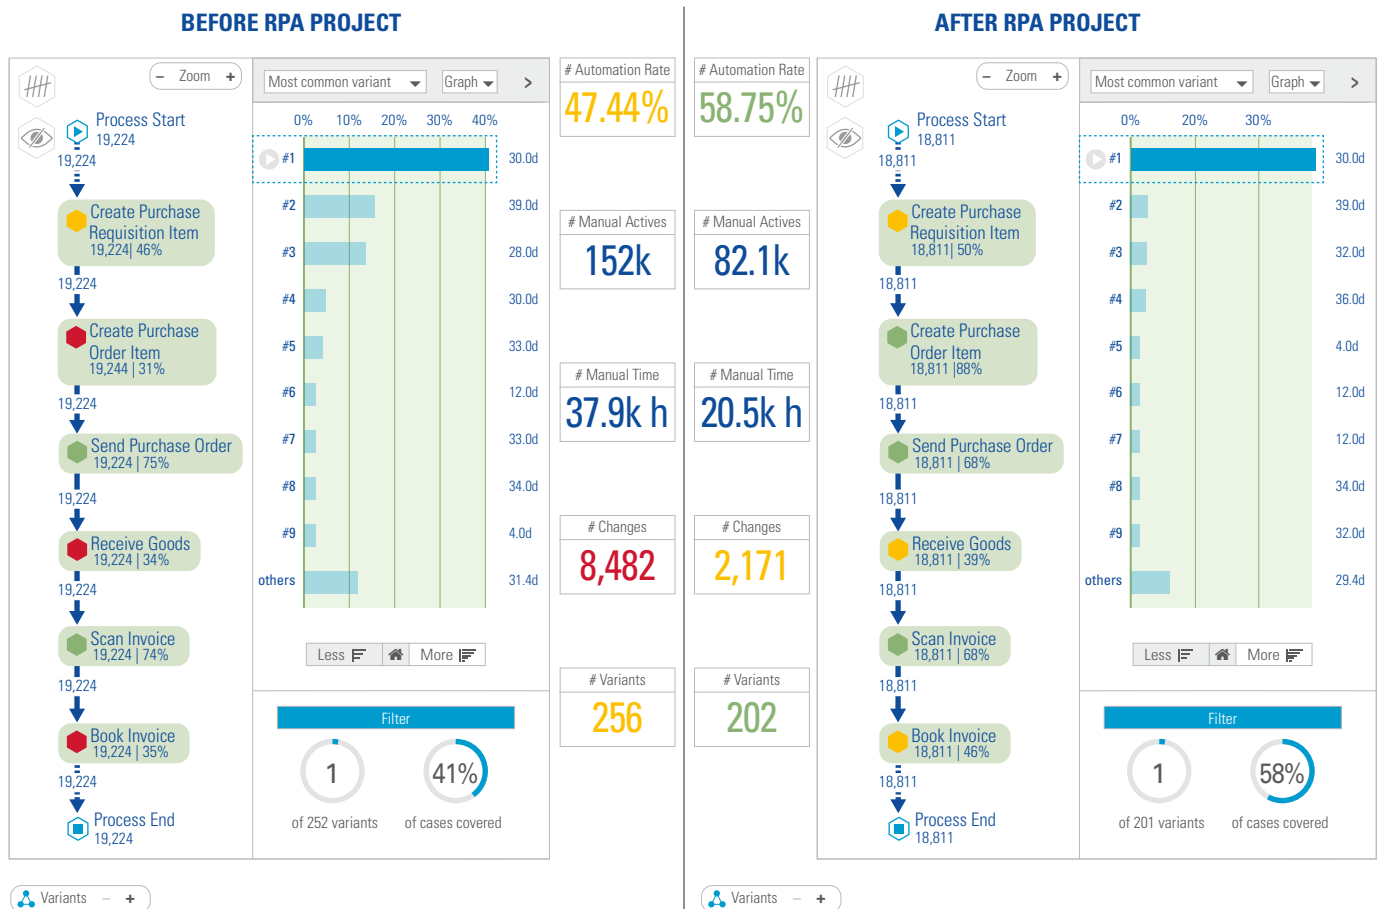 BEFORE RPA PROJECT
− Zoom +
Process Start
19,224
19,224
Create Purchase
Requisition Item
19,224| 46%
19,224
Create Purchase
Order Item
19,244 | 31%
19,224
Send Purchase Order
19,224 | 75%
19,224
Receive Goods
19,224 | 34%
19,224
Scan Invoice
19,224 | 74%
19,224
Book Invoice
19,224 | 35%
19,224
Process End
19,224
Most common variant
Graph
>
0% 10% 20% 30% 40%
#1 30.0d
#2 39.0d
#3 28.0d
#4 30.0d
#5 33.0d
#6 12.0d
#7 33.0d
#8 34.0d
#9 4.0d
others 31.4d
Less
More
Filter
1
of 252 variants
41%
of cases covered
Variants − +
# Automation Rate
47.44%
# Manual Actives
152k
# Manual Time
37.9k h
# Changes
8,482
# Variants
256
AFTER RPA PROJECT
# Automation Rate
58.75%
# Manual Actives
82.1k
# Manual Time
20.5k h
# Changes
2,171
# Variants
202
− Zoom +
Process Start
18,811
18,811
Create Purchase
Requisition Item
18,811| 50%
18,811
Create Purchase
Order Item
18,811 |88%
18,811
Send Purchase Order
18,811 | 68%
18,811
Receive Goods
18,811 | 39%
18,811
Scan Invoice
18,811 | 68%
18,811
Book Invoice
18,811 | 46%
18,811
Process End
18,811
Most common variant
Graph
>
0% 20% 30%
#1 30.0d
#2 39.0d
#3 32.0d
#4 36.0d
#5 4.0d
#6 12.0d
#7 12.0d
#8 34.0d
#9 32.0d
others 29.4d
Less
More
Filter
1
of 201 variants
58%
of cases covered
Variants − +